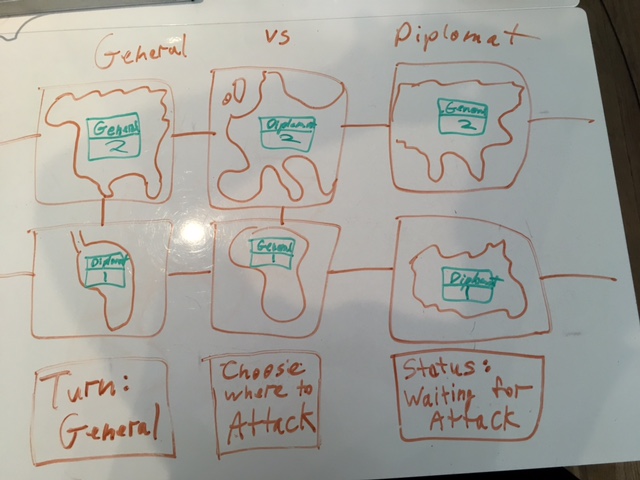 General vs Diplomat
General
2
Diplomat
2
General
2
Diplomat
1
General
1
Diplomat
1
Turn:
General
Choose
where to
Attack
Status:
Waiting for
Attack